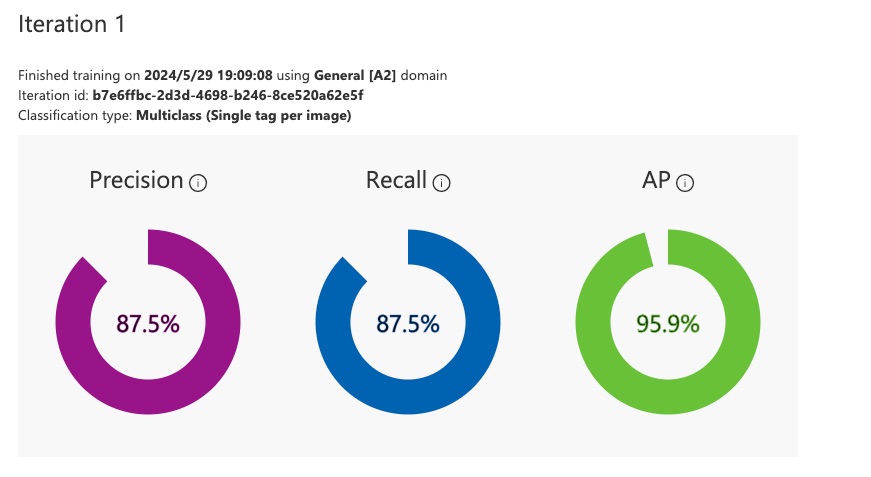 Iteration 1
Finished training on 2024/5/29 19:09:08 using General [A2] domain
Iteration id: b7e6ffbc-2d3d-4698-b246-8ce520a62e5f
Classification type: Multiclass (Single tag per image)
Precision Recall AP
87.5% 87.5% 95.9%